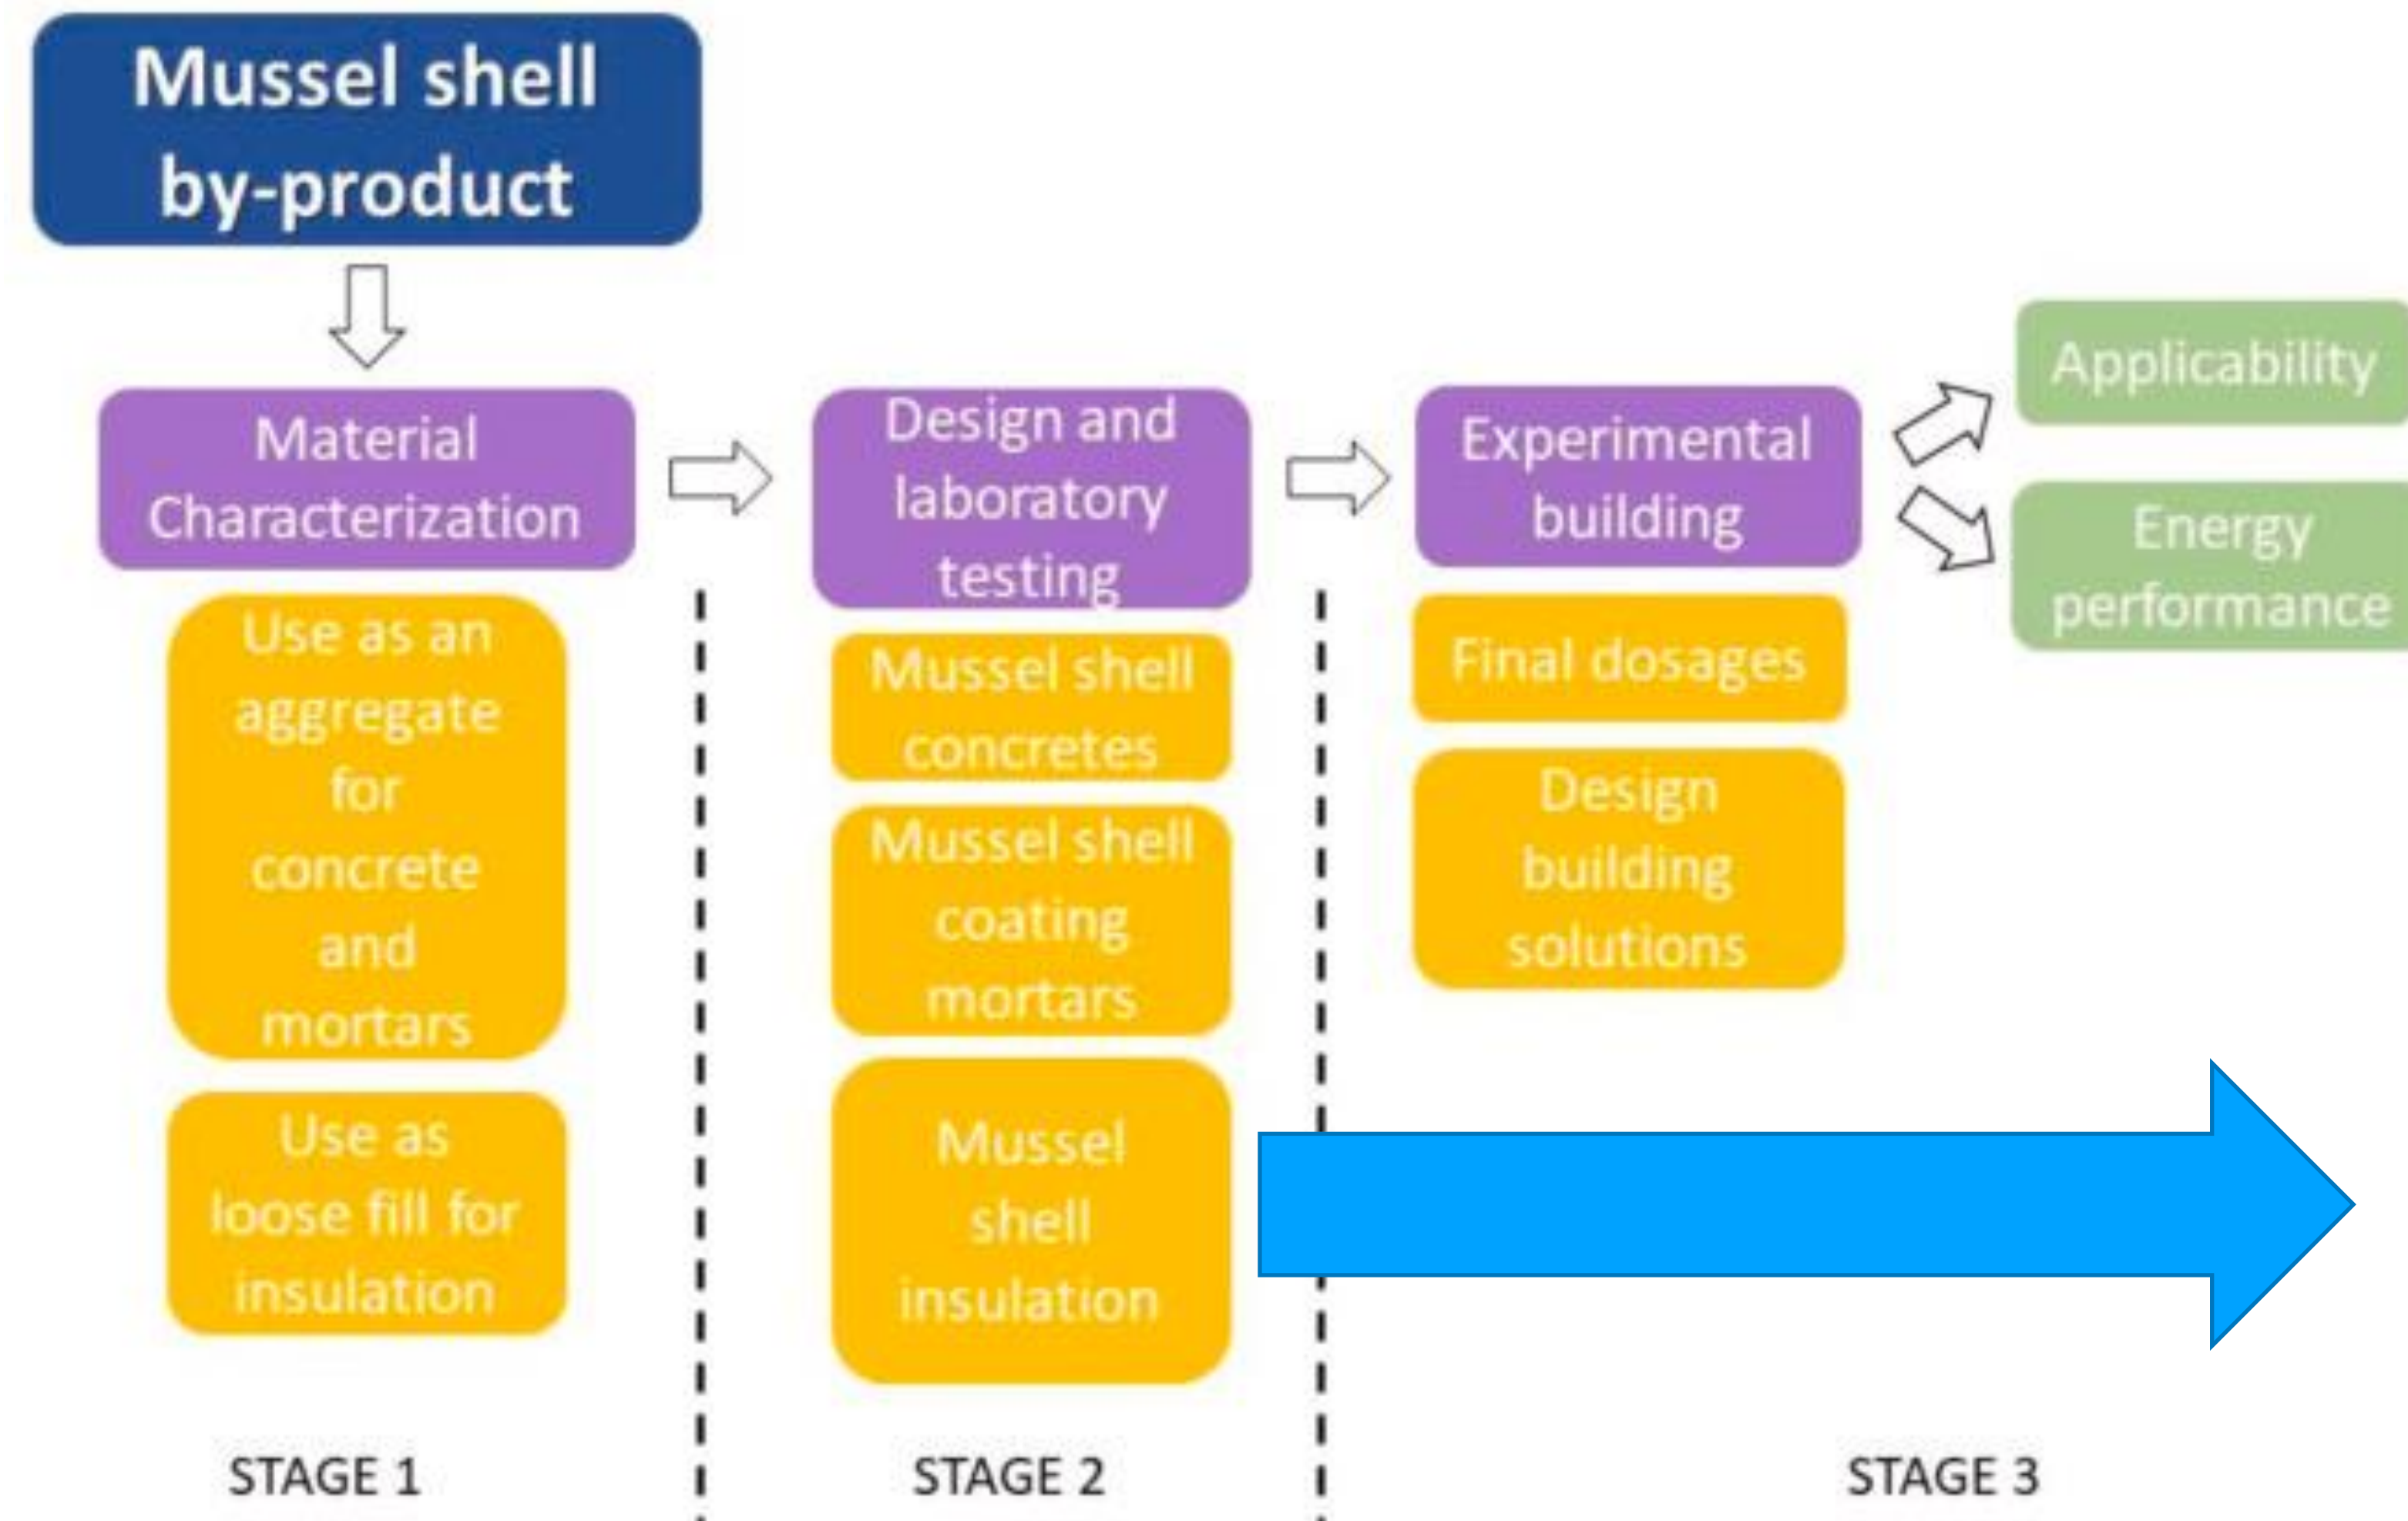 Mussel shell
by-product
Material
Characterization
Use as an
aggregate
for
concrete
and
mortars
Use as
loose fill for
insulation
STAGE 1
Design and
laboratory
testing
Mussel shell
concretes
Mussel shell
coating
mortars
Mussel
shell
insulation
STAGE 2
Experimental
building
Final dosages
Design
building
solutions
Applicability
Energy
performance
STAGE 3